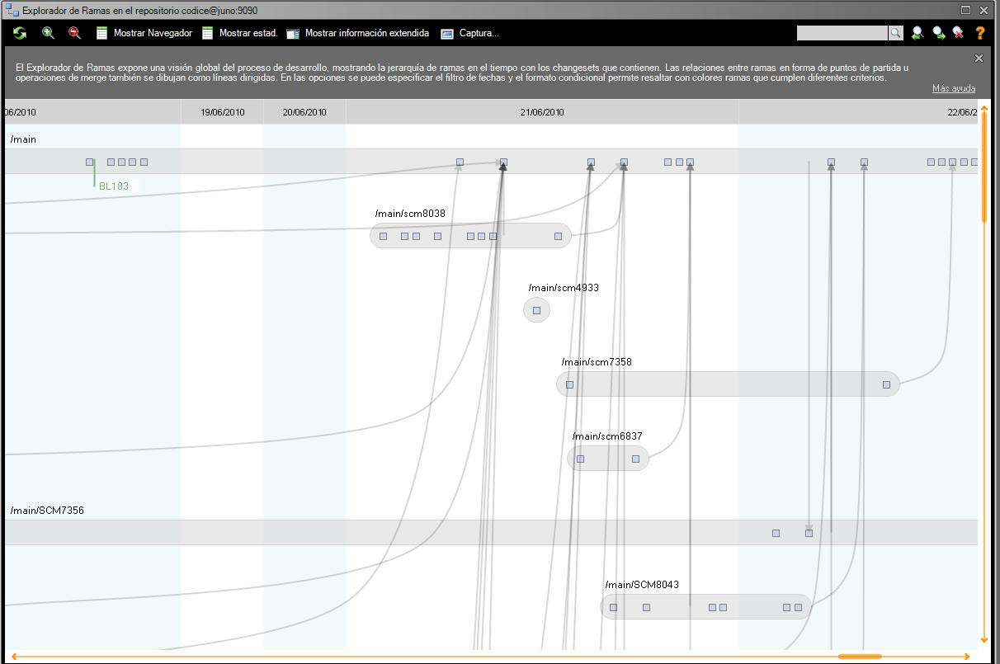 Explorador de Ramas en el repositorio codice@juno:9090
Mostrar Navegador Mostrar estad. Mostrar información extendida Captura... ?
El Explorador de Ramas expone una visión global del proceso de desarrollo, mostrando la jerarquía de ramas en el tiempo con los changesets que contienen. Las relaciones entre ramas en forma de puntos de partida u
operaciones de merge también se dibujan como líneas dirigidas. En las opciones se puede especificar el filtro de fechas y el formato condicional permite resaltar con colores ramas que cumplen diferentes criterios.
Más ayuda
06/2010 19/06/2010 20/06/2010 21/06/2010 22/06/2
/main
BL183
/main/scm8038
/main/scm4933
/main/scm7358
/main/scm6837
/main/SCM7356
/main/SCM8043